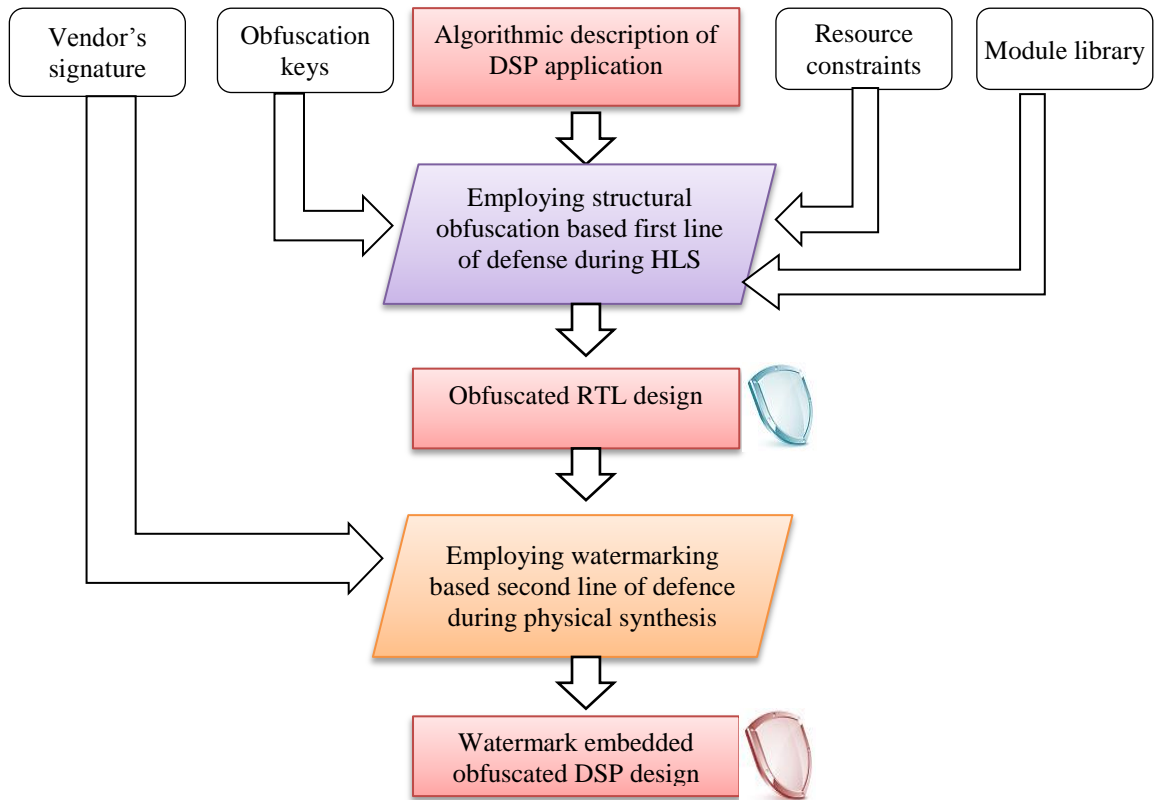 Vendor's
signature
Obfuscation
keys
Algorithmic description of
DSP application
Resource
constraints
Module library
Employing structural
obfuscation based first line
of defense during HLS
Obfuscated RTL design
Employing watermarking
based second line of defence
during physical synthesis
Watermark embedded
obfuscated DSP design